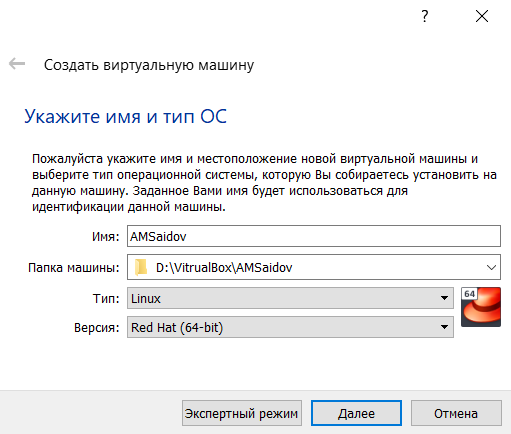 ?
Создать виртуальную машину
Укажите имя и тип ОС
Пожалуйста укажите имя и местоположение новой виртуальной машины и
выберите тип операционной системы, которую Вы собираетесь установить на
данную машину. Заданное Вами имя будет использоваться для
идентификации данной машины.
Имя: AMSaidov
Папка машины: D:\VitrualBox\AMSaidov
Тип: Linux
64
Версия: Red Hat (64-bit)
Экспертный режим Далее Отмена